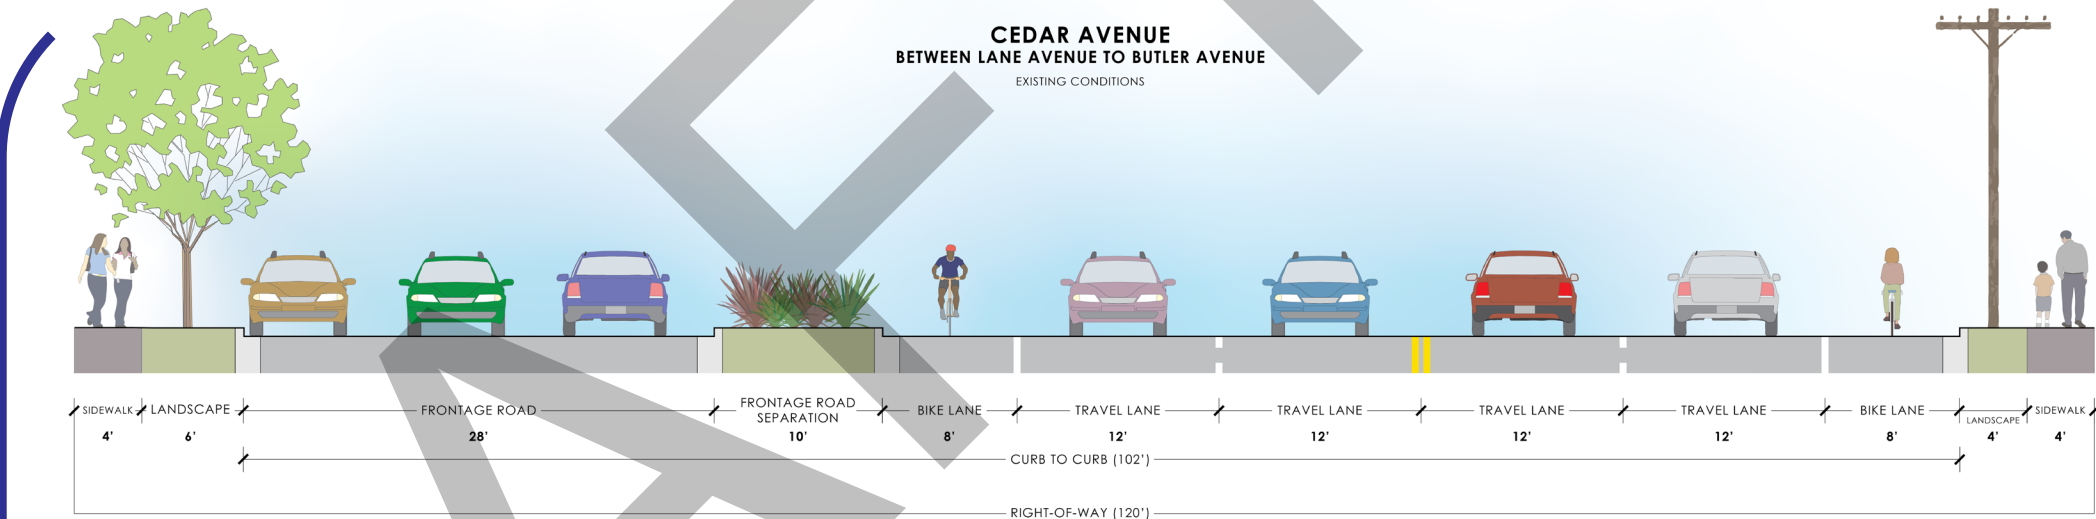 CEDAR AVENUE
BETWEEN LANE AVENUE TO BUTLER AVENUE
EXISTING CONDITIONS
SIDEWALK LANDSCAPE FRONTAGE ROAD FRONTAGE ROAD SEPARATION BIKE LANE TRAVEL LANE TRAVEL LANE TRAVEL LANE TRAVEL LANE BIKE LANE LANDSCAPE SIDEWALK
4' 6' 28' 10' 8' 12' 12' 12' 12' 8' 4' 4'
CURB TO CURB (102')
RIGHT-OF-WAY (120')